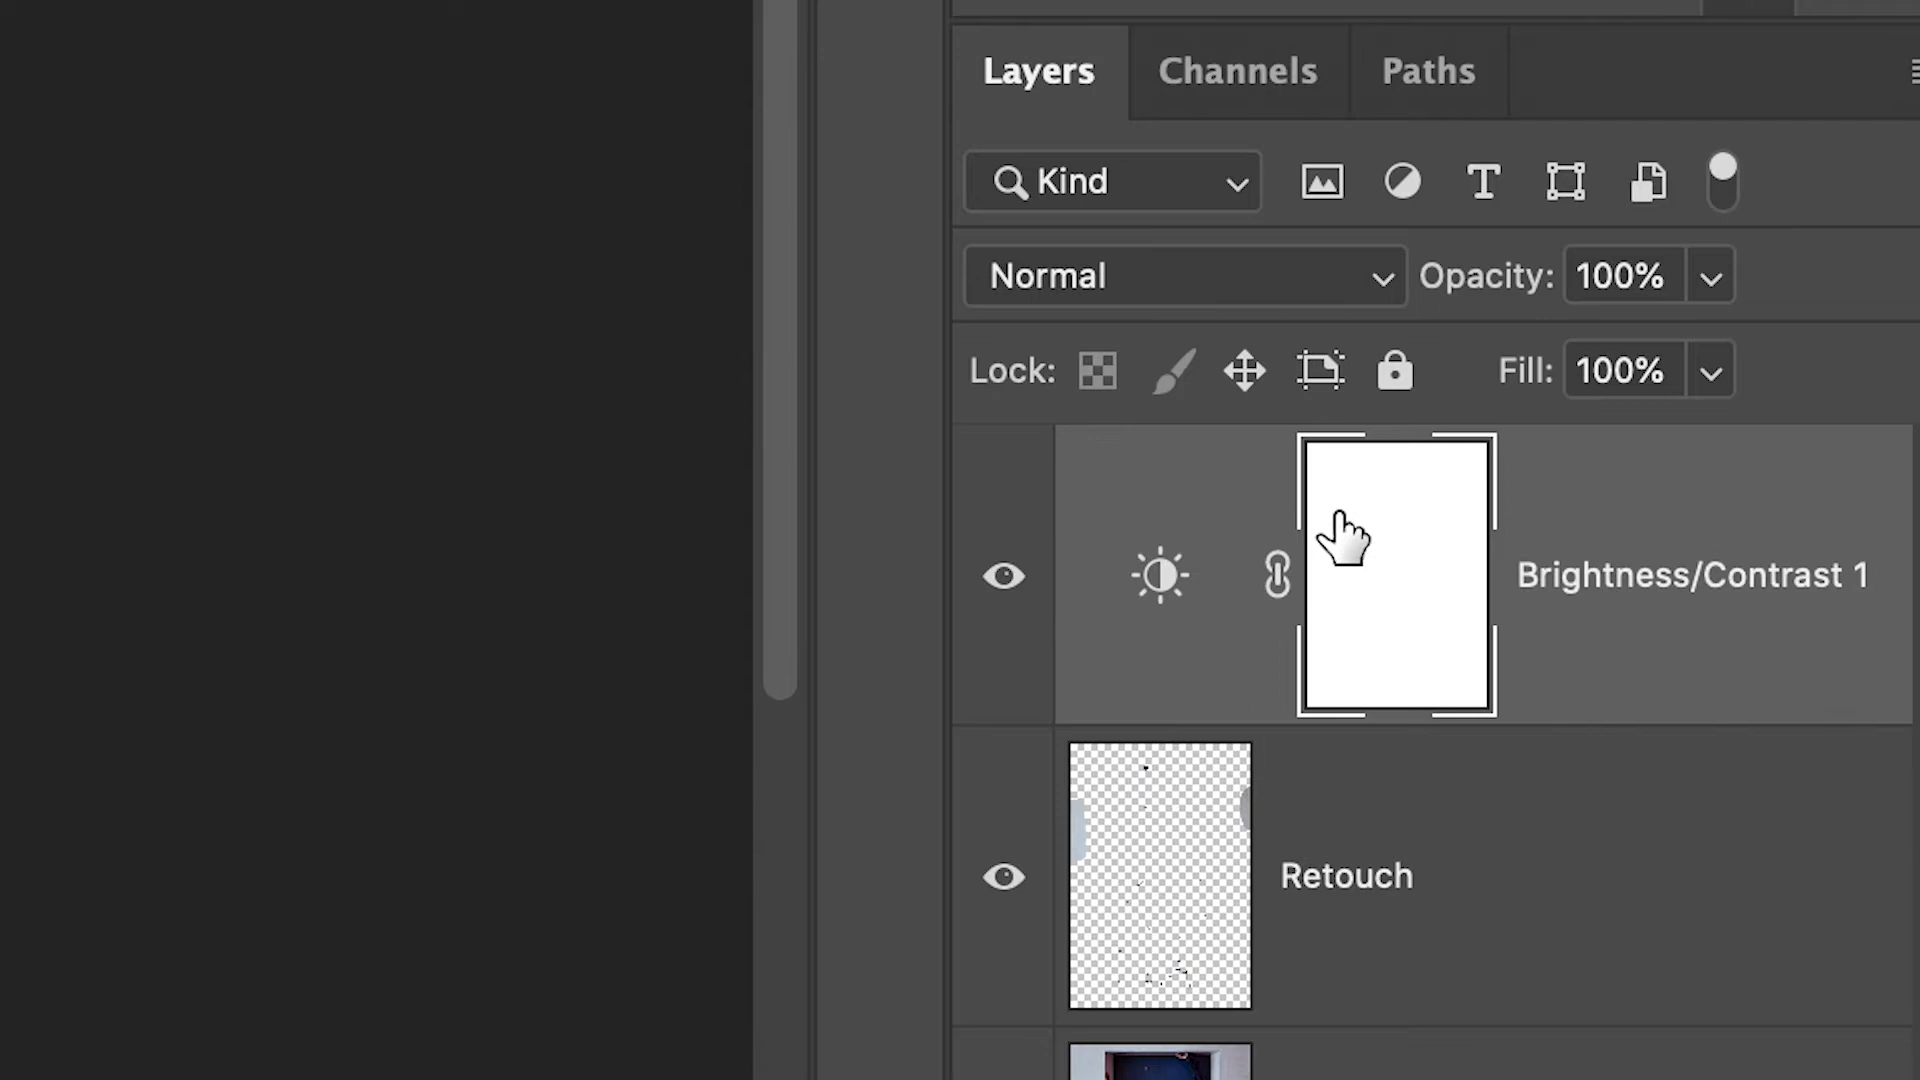 Layers Channels Paths
Kind
Normal Opacity: 100%
Lock: Fill: 100%
Brightness/Contrast 1
Retouch